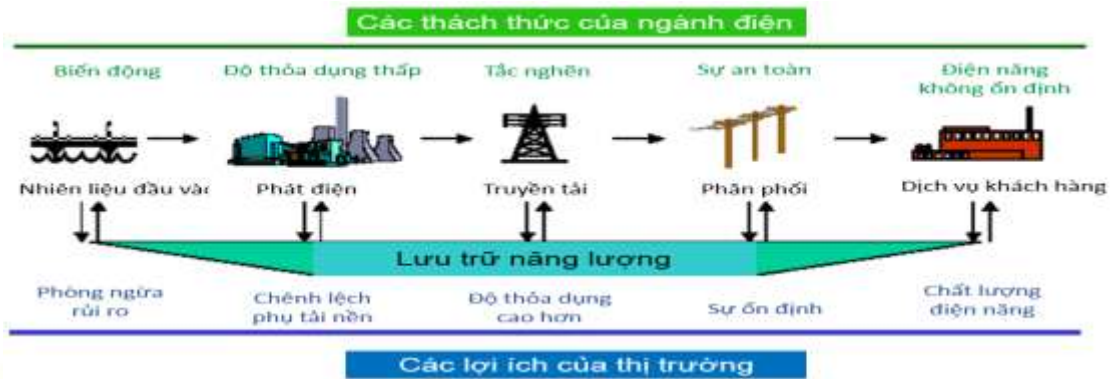 Các thách thức của ngành điện
Biến động
Độ thỏa dụng thấp
Tắc nghẽn
Sự an toàn
Điện năng
không ổn định
Nhiên liệu đầu và
Phát điện
Truyền tải
Phân phối
Dịch vụ khách hàng
Lưu trữ năng lượng
Phòng ngừa
rủi ro
Chênh lệch
phụ tải nền
Độ thỏa dụng
cao hơn
Sự ổn định
Chất lượng
điện năng
Các lợi ích của thị trường